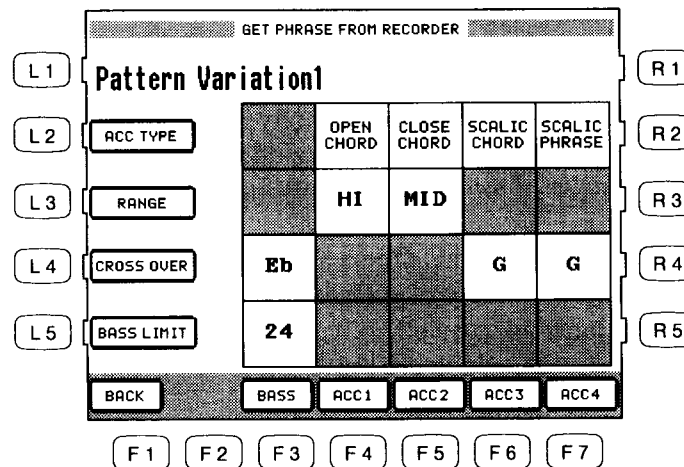 GET PHRASE FROM RECORDER
L1 Pattern Variation1 R1
L2 ACC TYPE OPEN CHORD CLOSE CHORD SCALIC CHORD SCALIC PHRASE R2
L3 RANGE HI MID R3
L4 CROSS OVER Eb G G R4
L5 BASS LIMIT 24 R5
BACK BASS ACC1 ACC2 ACC3 ACC4
F1 F2 F3 F4 F5 F6 F7